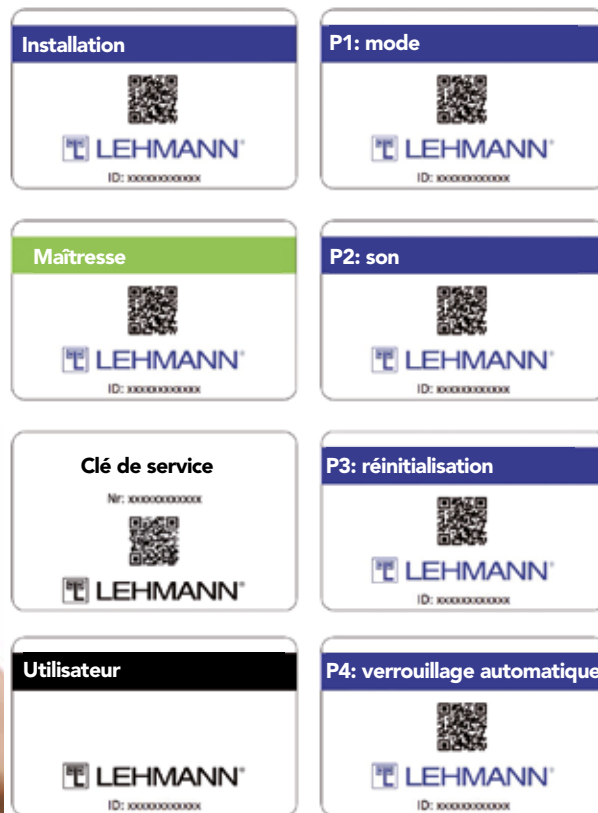 Installation
LEHMANN®
ID: xxxxxxxxxxxx
P1: mode
LEHMANN®
ID: xxxxxxxxxxxx
Maîtresse
LEHMANN®
ID: xxxxxxxxxxxx
P2: son
LEHMANN®
ID: xxxxxxxxxxxx
Clé de service
Nr: xxxxxxxxxxxx
LEHMANN®
P3: réinitialisation
LEHMANN®
ID: xxxxxxxxxxxx
Utilisateur
LEHMANN®
ID: xxxxxxxxxxxx
P4: verrouillage automatique
LEHMANN®
ID: xxxxxxxxxxxx